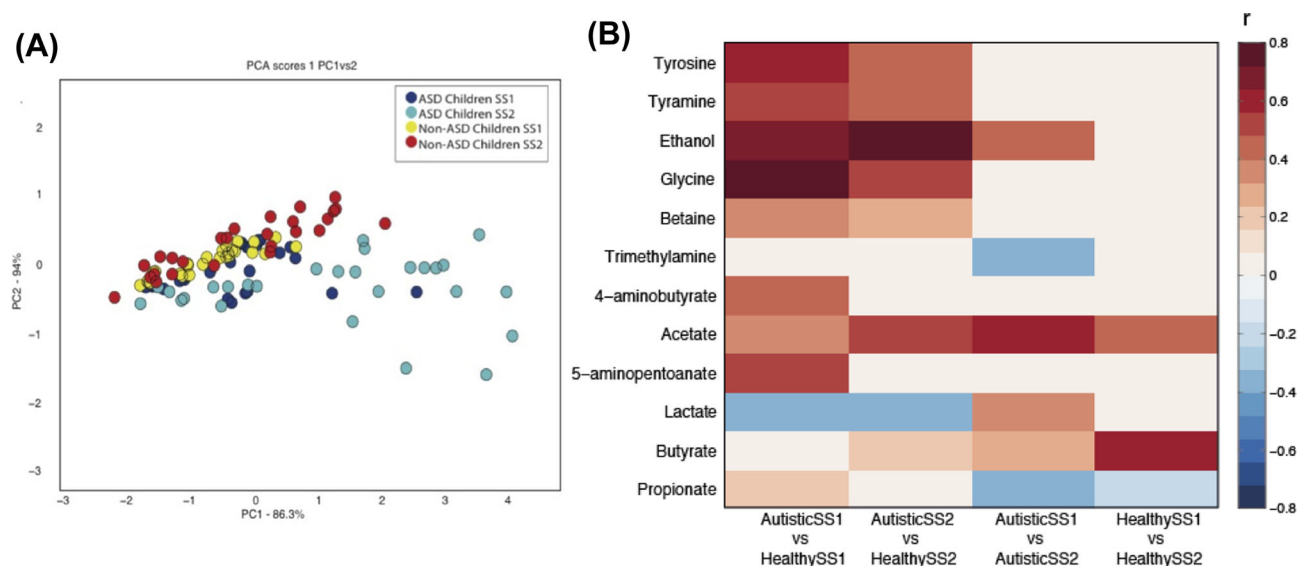 (A)
PCA scores 1 PC1vs2
ASD Children SS1
ASD Children SS2
Non-ASD Children SS1
Non-ASD Children SS2
2
1
0
−1
−2
−3
PC2 - 94%
−3 −2 −1 0 1 2 3 4
PC1 - 86.3%
(B)
Tyrosine
Tyramine
Ethanol
Glycine
Betaine
Trimethylamine
4−aminobutyrate
Acetate
5−aminopentoanate
Lactate
Butyrate
Propionate
AutisticSS1
vs
HealthySS1
AutisticSS2
vs
HealthySS2
AutisticSS1
vs
AutisticSS2
HealthySS1
vs
HealthySS2
r
0.8
0.6
0.4
0.2
0
−0.2
−0.4
−0.6
−0.8